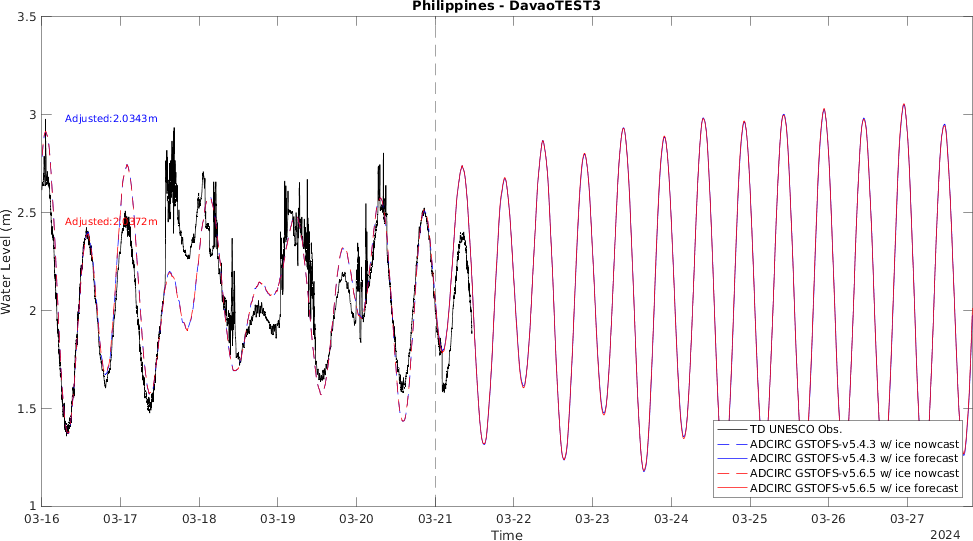 Philippines - DavaoTEST3
Water Level (m)
3.5
3
2.5
2
1.5
1
Adjusted:2.0343m
Adjusted:2.0372m
TD UNESCO Obs.
ADCIRC GSTOFS-v5.4.3 w/ ice nowcast
ADCIRC GSTOFS-v5.4.3 w/ ice forecast
ADCIRC GSTOFS-v5.6.5 w/ ice nowcast
ADCIRC GSTOFS-v5.6.5 w/ ice forecast
03-16 03-17 03-18 03-19 03-20 03-21 03-22 03-23 03-24 03-25 03-26 03-27
Time
2024